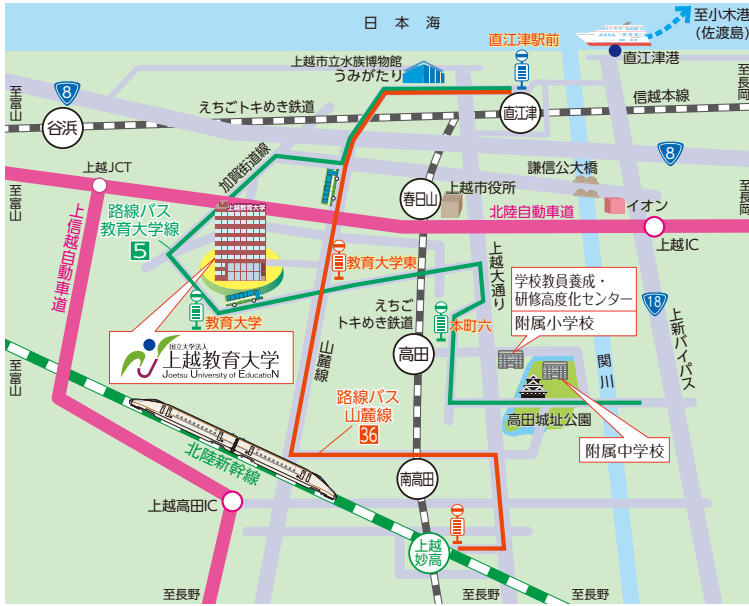 日本海
至小木港
(佐渡島)
直江津駅前
直江津港
上越市立水族博物館
うみがたり
8
至富山
谷浜
えちごトキめき鉄道
直江津
信越本線
至長岡
加賀街道線
謙信公大橋
8
上越JCT
春日山
上越市役所
イオン
至富山
上越教育大学
北陸自動車道
至長岡
上越IC
路線バス
教育大学線
5
上信越自動車道
教育大学東
上越大通り
学校教員養成・
研修高度化センター
附属小学校
18
上新バイパス
教育大学
えちご
トキめき鉄道
本町六
国立大学法人
上越教育大学
Joetsu University of EducatioN
山麓線
高田
関川
至富山
路線バス
山麓線
36
高田城址公園
附属中学校
北陸新幹線
南高田
上越高田IC
上越
妙高
至長野
至長野
至長野